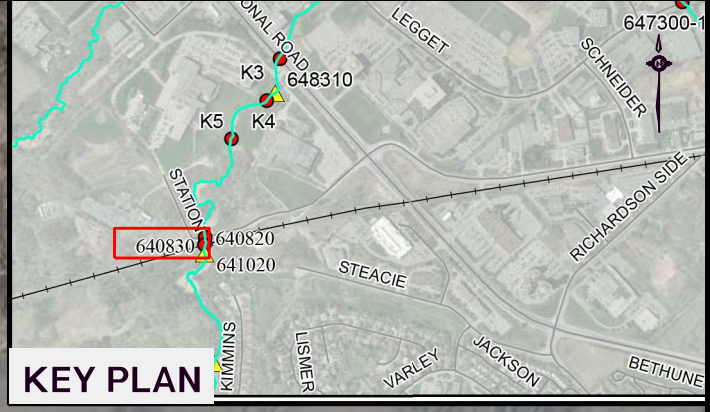 ONAL ROAD
LEGGET
647300-1
SCHNEIDER
N
K3
648310
K5
K4
STATION
RICHARDSON SIDE
640830
640820
641020
STEACIE
KIMMINS
LISMER
VARLEY
JACKSON
BETHUNE
KEY PLAN